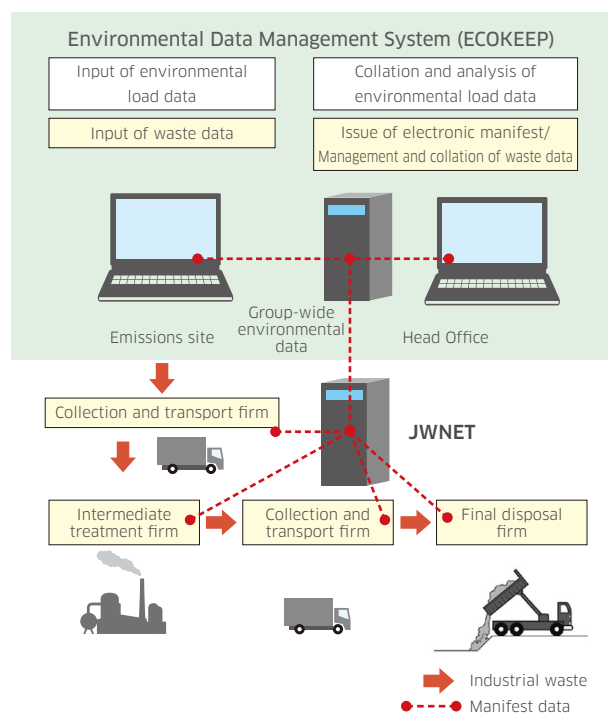 Environmental Data Management System (ECOKEEP)
Input of environmental
load data
Collation and analysis of
environmental load data
Input of waste data
Issue of electronic manifest/
Management and collation of waste data
Emissions site
Group-wide
environmental
data
Head Office
Collection and transport firm
JWNET
Intermediate
treatment firm
Collection and
transport firm
Final disposal
firm
Industrial waste
Manifest data